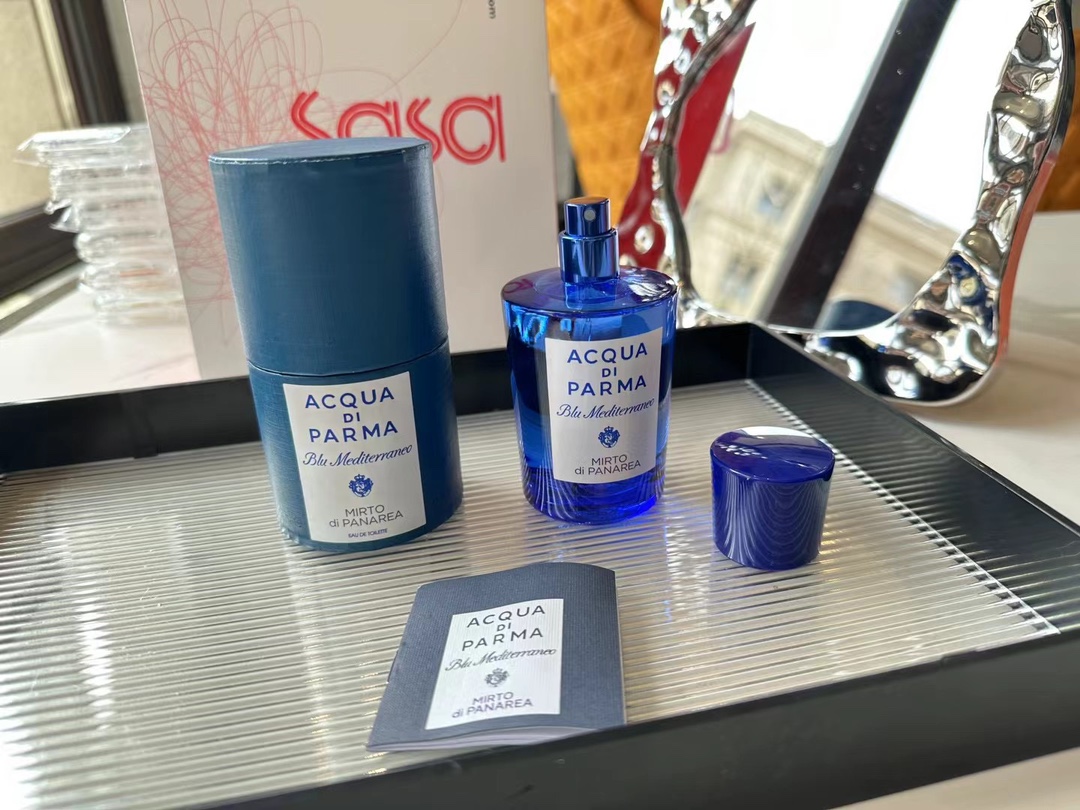 sasa
om
ACQUA
DI
PARMA
Blu Mediterraneo
MIRTO
di PANAREA
EAU DE TOILETTE
ACQUA
DI
PARMA
Blu Mediterraneo
MIRTO
di PANAREA
ACQUA
DI
PARMA
Blu Mediterraneo
MIRTO
di PANAREA